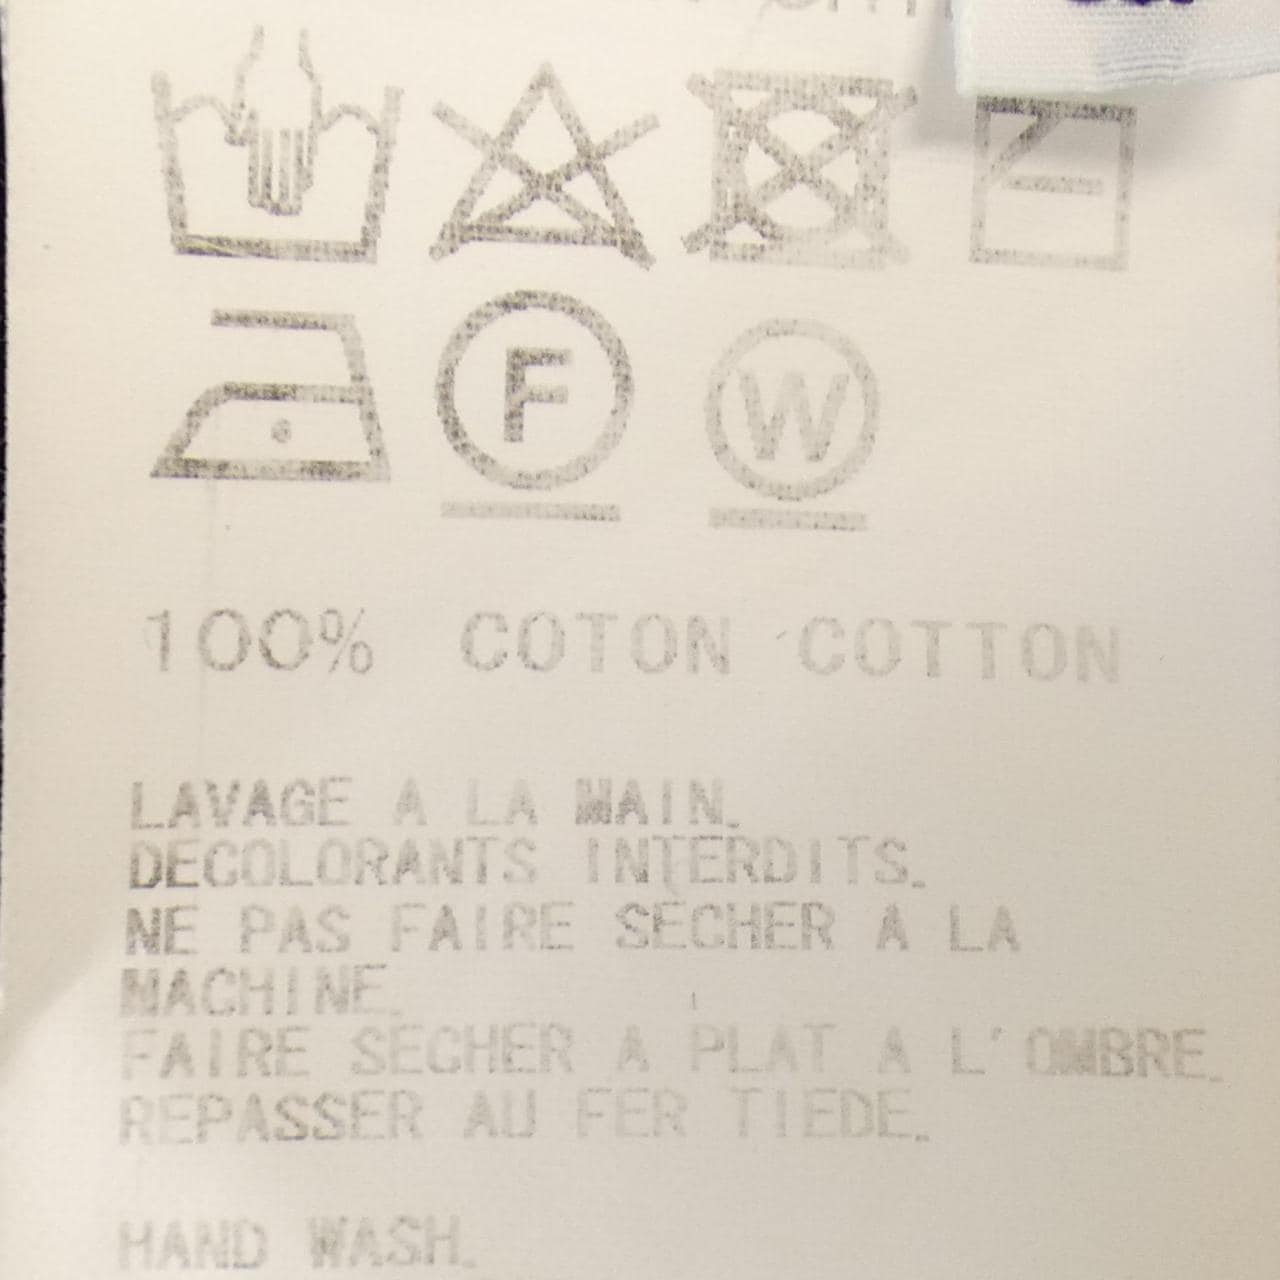 F W
100% COTON COTTON
LAVAGE A LA MAIN.
DECOLORANTS INTERDITS.
NE PAS FAIRE SECHER A LA
MACHINE.
FAIRE SECHER A PLAT A L'OMBRE.
REPASSER AU FER TIEDE.
HAND WASH.